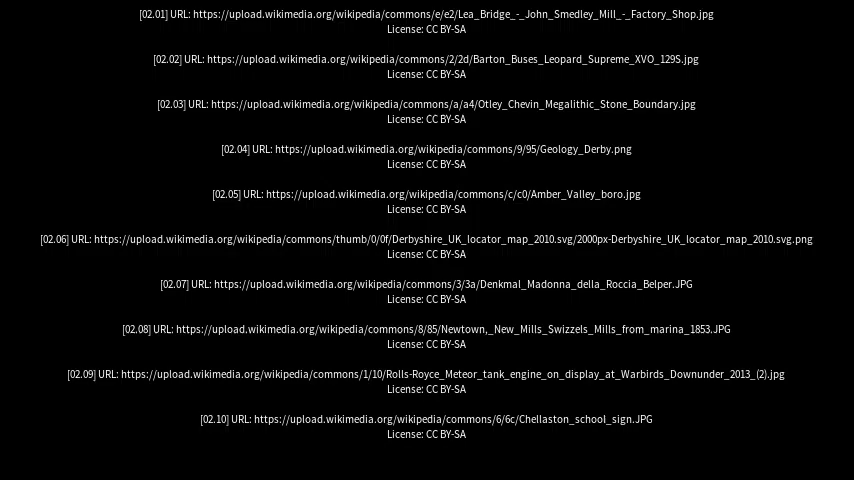 [02.01] URL: https://upload.wikimedia.org/wikipedia/commons/e/e2/Lea_Bridge_-_John_Smedley_Mill_-_Factory_Shop.jpg
License: CC BY-SA
[02.02] URL: https://upload.wikimedia.org/wikipedia/commons/2/2d/Barton_Buses_Leopard_Supreme_XVO_129S.jpg
License: CC BY-SA
[02.03] URL: https://upload.wikimedia.org/wikipedia/commons/a/a4/Otley_Chevin_Megalithic_Stone_Boundary.jpg
License: CC BY-SA
[02.04] URL: https://upload.wikimedia.org/wikipedia/commons/9/95/Geology_Derby.png
License: CC BY-SA
[02.05] URL: https://upload.wikimedia.org/wikipedia/commons/c/c0/Amber_Valley_boro.jpg
License: CC BY-SA
[02.06] URL: https://upload.wikimedia.org/wikipedia/commons/thumb/0/0f/Derbyshire_UK_locator_map_2010.svg/2000px-Derbyshire_UK_locator_map_2010.svg.png
License: CC BY-SA
[02.07] URL: https://upload.wikimedia.org/wikipedia/commons/3/3a/Denkmal_Madonna_della_Roccia_Belper.JPG
License: CC BY-SA
[02.08] URL: https://upload.wikimedia.org/wikipedia/commons/8/85/Newtown,_New_Mills_Swizzels_Mills_from_marina_1853.JPG
License: CC BY-SA
[02.09] URL: https://upload.wikimedia.org/wikipedia/commons/1/10/Rolls-Royce_Meteor_tank_engine_on_display_at_Warbirds_Downunder_2013_(2).jpg
License: CC BY-SA
[02.10] URL: https://upload.wikimedia.org/wikipedia/commons/6/6c/Chellaston_school_sign.JPG
License: CC BY-SA